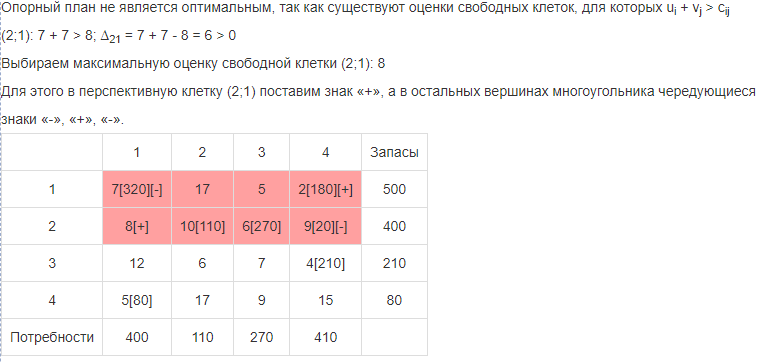 Опорный план не является оптимальным, так как существуют оценки свободных клеток, для которых ui + vj > cij
(2;1): 7 + 7 > 8; ∆21 = 7 + 7 - 8 = 6 > 0
Выбираем максимальную оценку свободной клетки (2;1): 8
Для этого в перспективную клетку (2;1) поставим знак «+», а в остальных вершинах многоугольника чередующиеся
знаки «-», «+», «-».
1 2 3 4 Запасы
1 7[320][-] 17 5 2[180][+] 500
2 8[+] 10[110] 6[270] 9[20][-] 400
3 12 6 7 4[210] 210
4 5[80] 17 9 15 80
Потребности 400 110 270 410